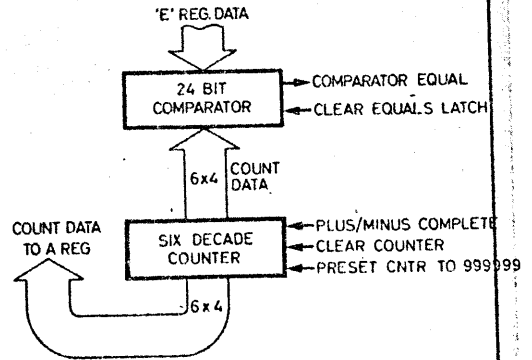 'E' REG. DATA
24 BIT
COMPARATOR
COMPARATOR EQUAL
CLEAR EQUALS LATCH
6x4
COUNT
DATA
COUNT DATA
TO A REG
SIX DECADE
COUNTER
PLUS/MINUS COMPLETE
CLEAR COUNTER
PRESET CNTR TO 999999
6x4